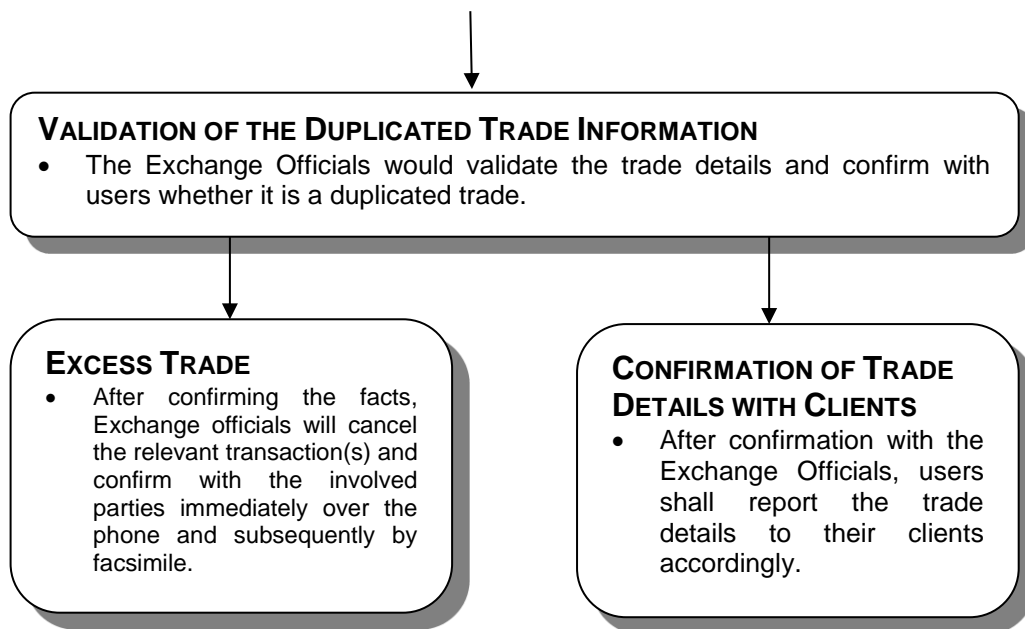 VALIDATION OF THE DUPLICATED TRADE INFORMATION
• The Exchange Officials would validate the trade details and confirm with
users whether it is a duplicated trade.
EXCESS TRADE
• After confirming the facts,
Exchange officials will cancel
the relevant transaction(s) and
confirm with the involved
parties immediately over the
phone and subsequently by
facsimile.
CONFIRMATION OF TRADE
DETAILS WITH CLIENTS
• After confirmation with the
Exchange Officials, users
shall report the trade
details to their clients
accordingly.